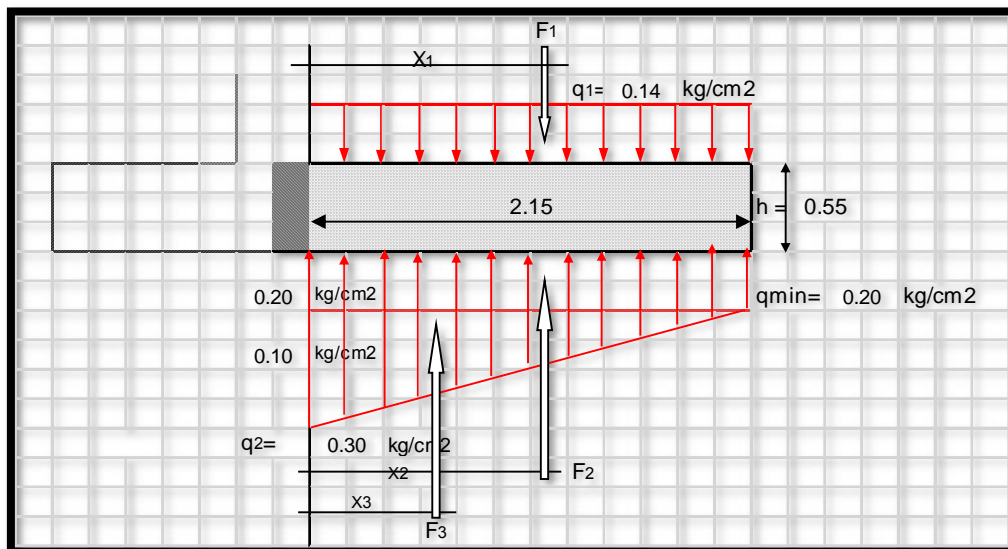 F1
X1
q1= 0.14 kg/cm2
2.15
h = 0.55
0.20 kg/cm2
qmin= 0.20 kg/cm2
0.10 kg/cm2
q2= 0.30 kg/cm2
X2
F2
X3
F3